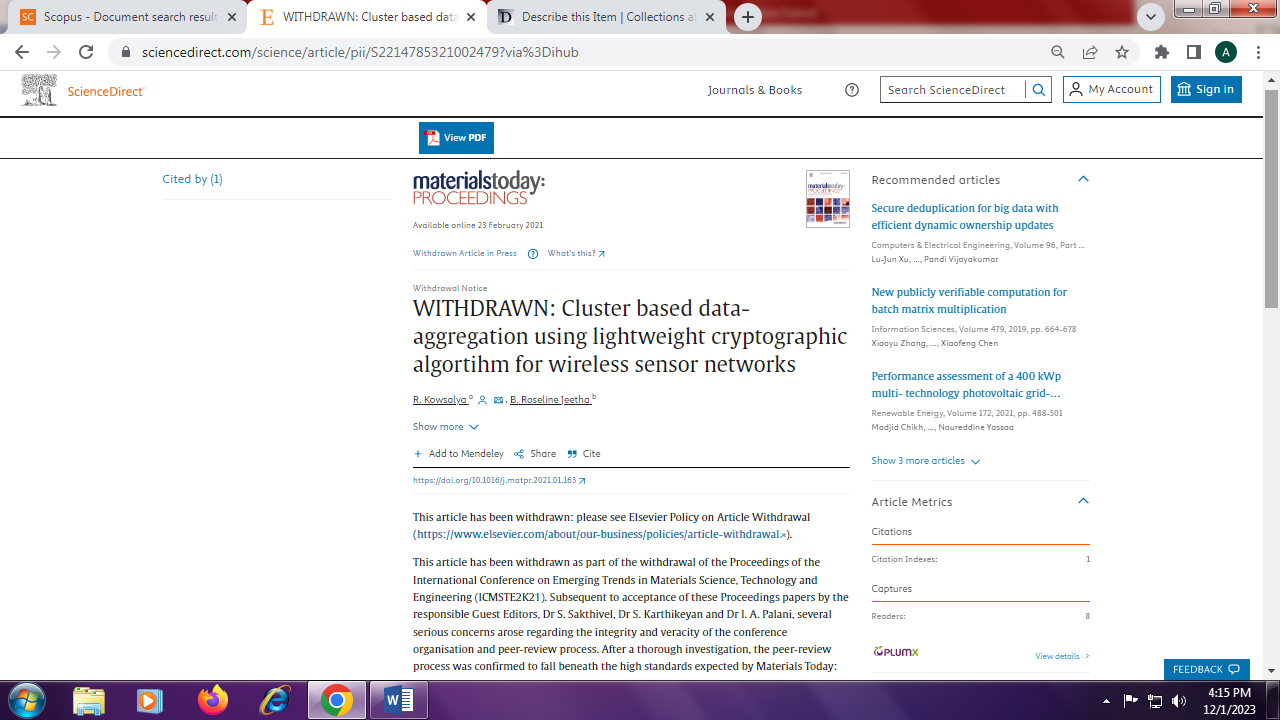 Scopus - Document search result
WITHDRAWN: Cluster based data
Describe this Item | Collections a
sciencedirect.com/science/article/pii/S2214785321002479?via%3Dihub
A
ScienceDirect
Journals & Books
Search ScienceDirect
My Account
Sign in
View PDF
Cited by (1)
materialstoday:
PROCEEDINGS
Available online 23 February 2021
Withdrawn Article in Press
What's this?
Withdrawal Notice
WITHDRAWN: Cluster based data-
aggregation using lightweight cryptographic
algortihm for wireless sensor networks
R. Kowsalya a, B. Roseline Jeetha b
Show more
Add to Mendeley
Share
Cite
https://doi.org/10.1016/j.matpr.2021.01.163
This article has been withdrawn: please see Elsevier Policy on Article Withdrawal
(https://www.elsevier.com/about/our-business/policies/article-withdrawal).
This article has been withdrawn as part of the withdrawal of the Proceedings of the
International Conference on Emerging Trends in Materials Science, Technology and
Engineering (ICMSTE2K21). Subsequent to acceptance of these Proceedings papers by the
responsible Guest Editors, Dr S. Sakthivel, Dr S. Karthikeyan and Dr I. A. Palani, several
serious concerns arose regarding the integrity and veracity of the conference
organisation and peer-review process. After a thorough investigation, the peer-review
process was confirmed to fall beneath the high standards expected by Materials Today:
Recommended articles
Secure deduplication for big data with
efficient dynamic ownership updates
Computers & Electrical Engineering, Volume 96, Part ...
Lu-Jun Xu, ..., Pandi Vijayakumar
New publicly verifiable computation for
batch matrix multiplication
Information Sciences, Volume 479, 2019, pp. 664-678
Xiaoyu Zhang, ..., Xiaofeng Chen
Performance assessment of a 400 kWp
multi- technology photovoltaic grid-...
Renewable Energy, Volume 172, 2021, pp. 488-501
Madjid Chikh, ..., Noureddine Yassaa
Show 3 more articles
Article Metrics
Citations
Citation Indexes: 1
Captures
Readers: 8
PLUMX
View details
FEEDBACK
4:15 PM
12/1/2023